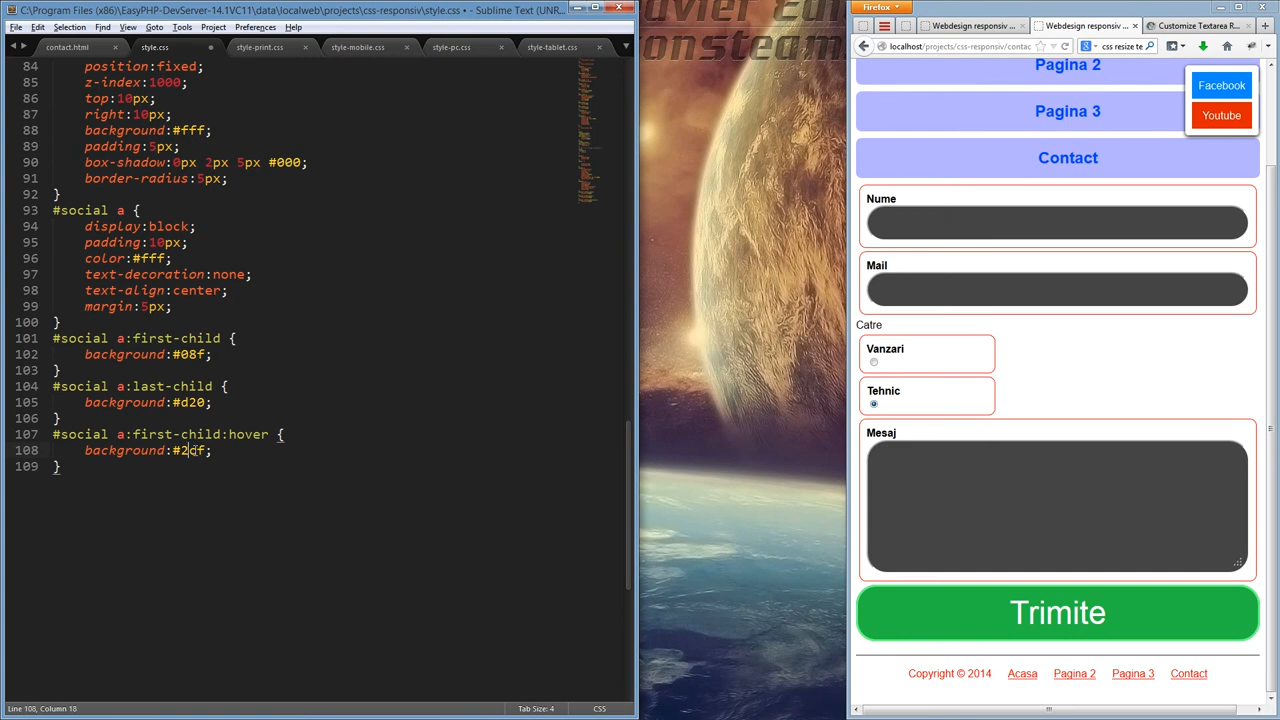 C:\Program Files (x86)\EasyPHP-DevServer-14.1VC11\data\localweb\projects\css-responsiv\style.css • - Sublime Text (UNR...
File Edit Selection Find View Goto Tools Project Preferences Help
contact.html style.css style-print.css style-mobile.css style-pc.css style-tablet.css
84 position:fixed;
85 z-index:1000;
86 top:10px;
87 right:10px;
88 background:#fff;
89 padding:5px;
90 box-shadow:0px 2px 5px #000;
91 border-radius:5px;
92 }
93 #social a {
94 display:block;
95 padding:10px;
96 color:#fff;
97 text-decoration:none;
98 text-align:center;
99 margin:5px;
100 }
101 #social a:first-child {
102 background:#08f;
103 }
104 #social a:last-child {
105 background:#d20;
106 }
107 #social a:first-child:hover {
108 background:#2cf;
109 }
Line 108, Column 18
Tab Size: 4
CSS
onsteam
Firefox
Webdesign responsiv ...
Webdesign responsiv ...
Customize Textarea R...
localhost/projects/css-responsiv/contac
css resize te
Pagina 2
Facebook
Pagina 3
Youtube
Contact
Nume
Mail
Catre
Vanzari
Tehnic
Mesaj
Trimite
Copyright © 2014 Acasa Pagina 2 Pagina 3 Contact